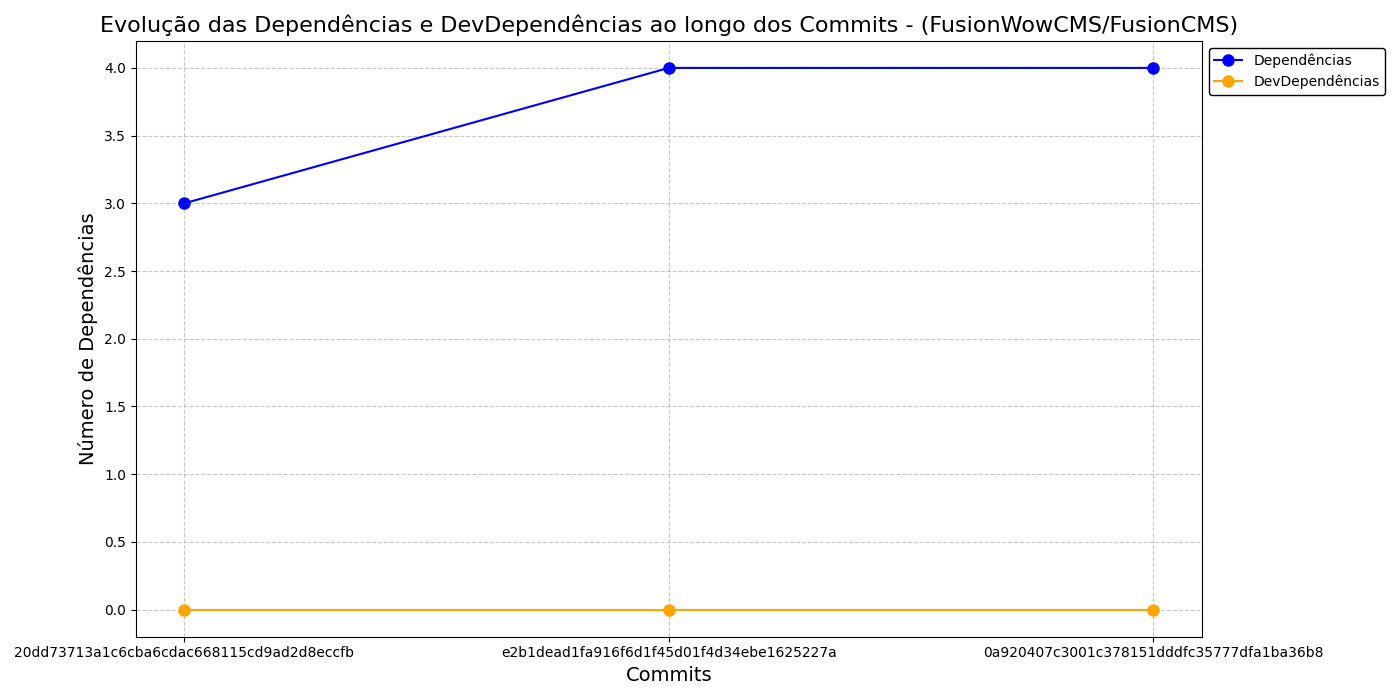 Evolução das Dependências e DevDependências ao longo dos Commits - (FusionWowCMS/FusionCMS)
Dependências
DevDependências
Número de Dependências
4.0
3.5
3.0
2.5
2.0
1.5
1.0
0.5
0.0
20dd73713a1c6cba6cdac668115cd9ad2d8eccfb
e2b1dead1fa916f6d1f45d01f4d34ebe1625227a
0a920407c3001c378151dddfc35777dfa1ba36b8
Commits